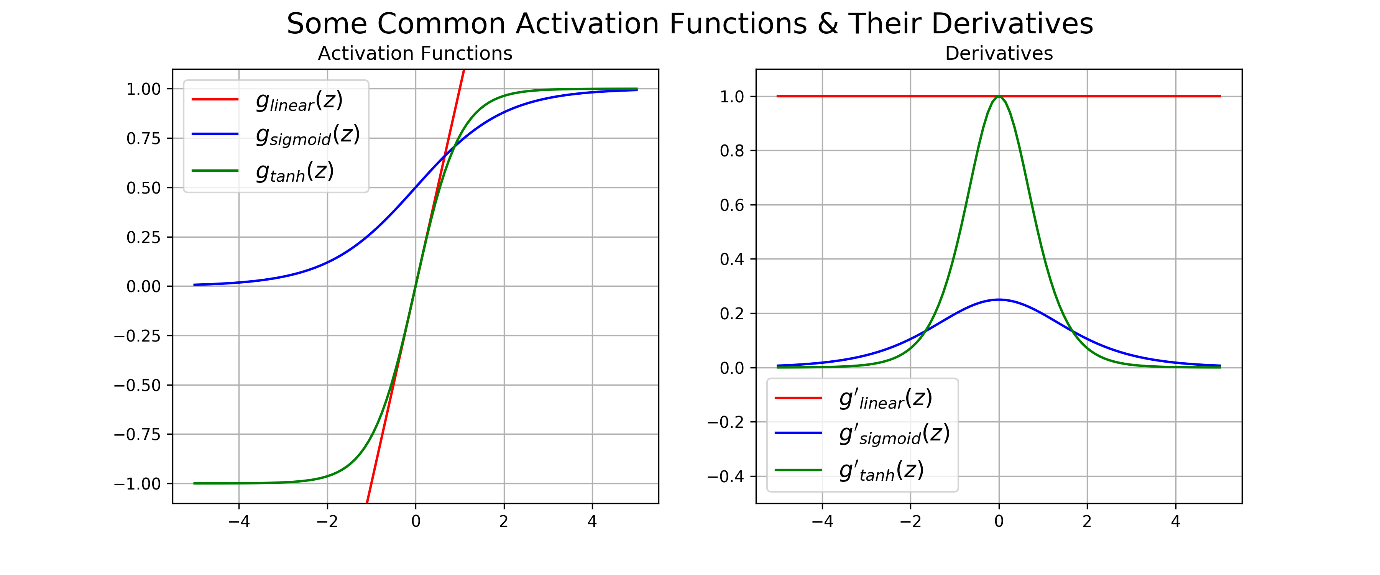 Some Common Activation Functions & Their Derivatives
Activation Functions
1.00
0.75
0.50
0.25
0.00
−0.25
−0.50
−0.75
−1.00
−4 −2 0 2 4
g_linear(z)
g_sigmoid(z)
g_tanh(z)
Derivatives
1.0
0.8
0.6
0.4
0.2
0.0
−0.2
−0.4
−4 −2 0 2 4
g′_linear(z)
g′_sigmoid(z)
g′_tanh(z)